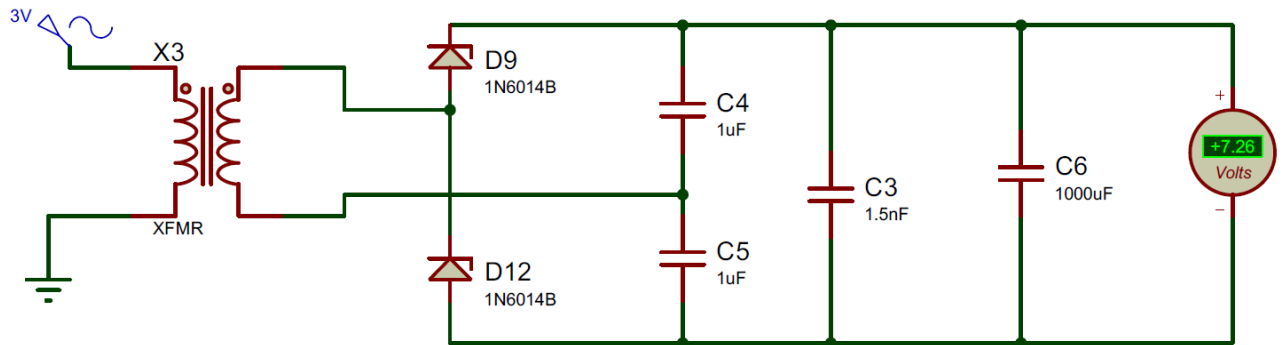 3V
X3
XFMR
D9
1N6014B
D12
1N6014B
C4
1uF
C5
1uF
C3
1.5nF
C6
1000uF
+
+7.26
Volts
−